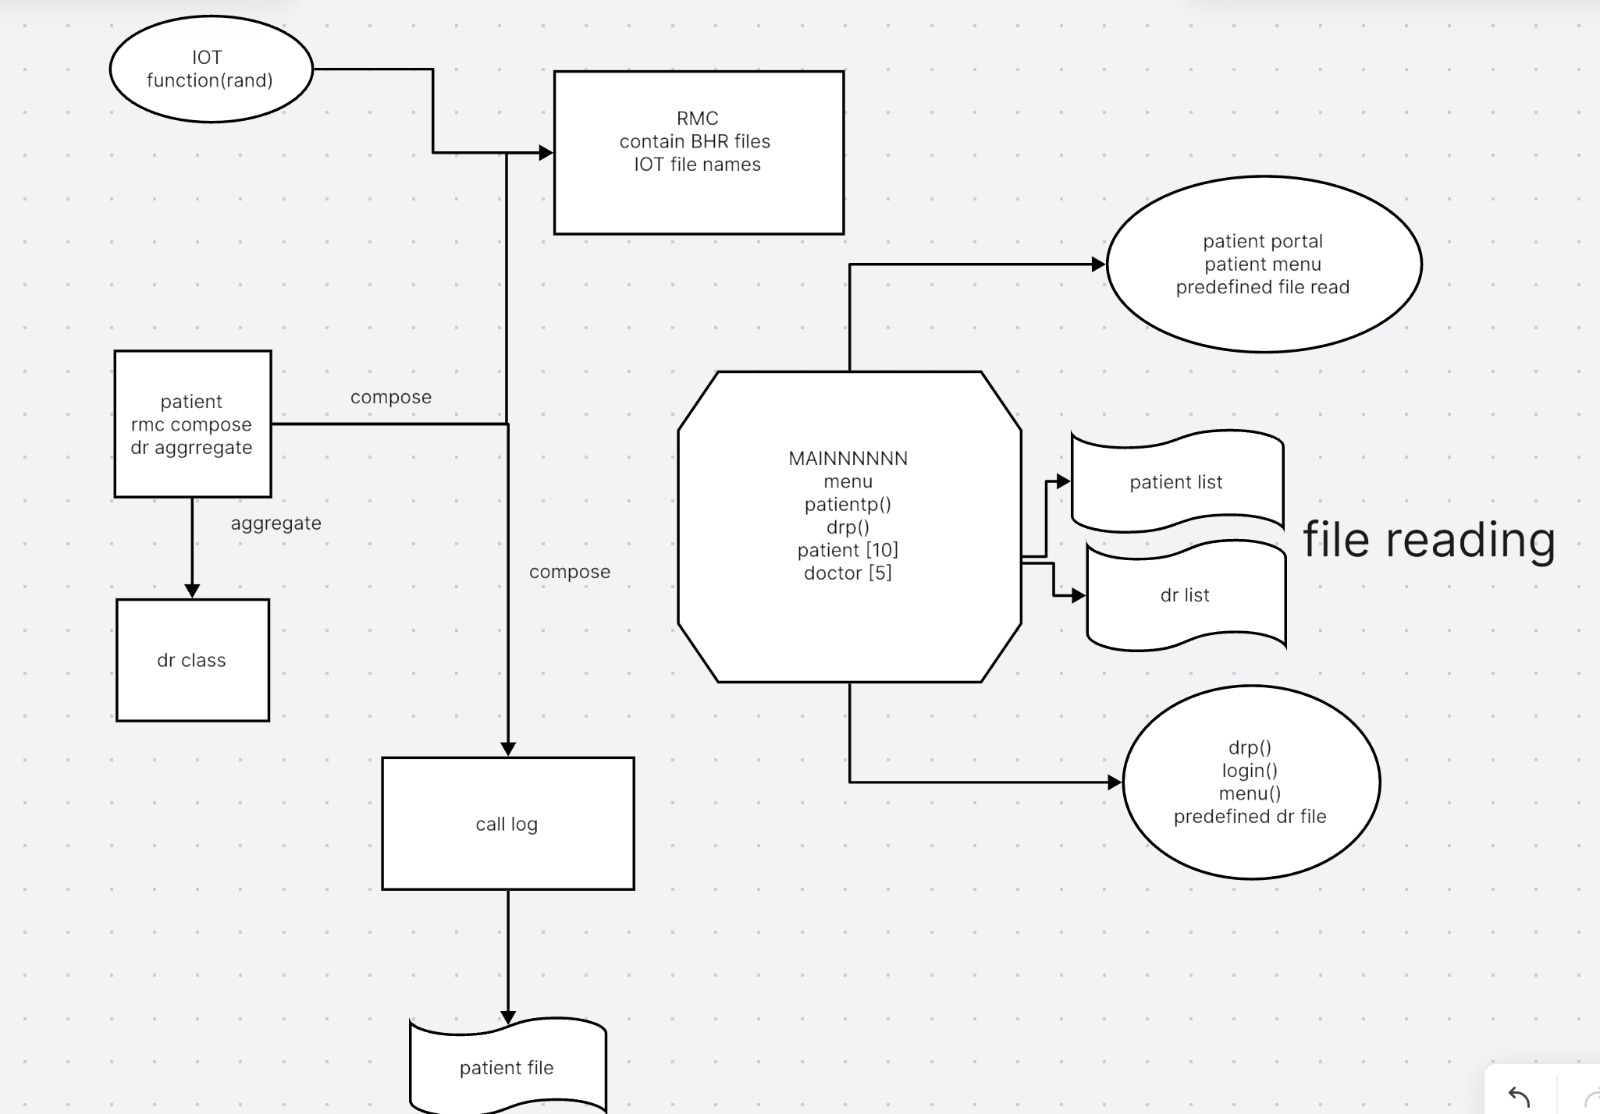 IOT
function(rand)
RMC
contain BHR files
IOT file names
patient portal
patient menu
predefined file read
patient
rmc compose
dr aggrregate
compose
aggregate
dr class
compose
MAINNNNNN
menu
patientp()
drp()
patient [10]
doctor [5]
patient list
dr list
file reading
drp()
login()
menu()
predefined dr file
call log
patient file